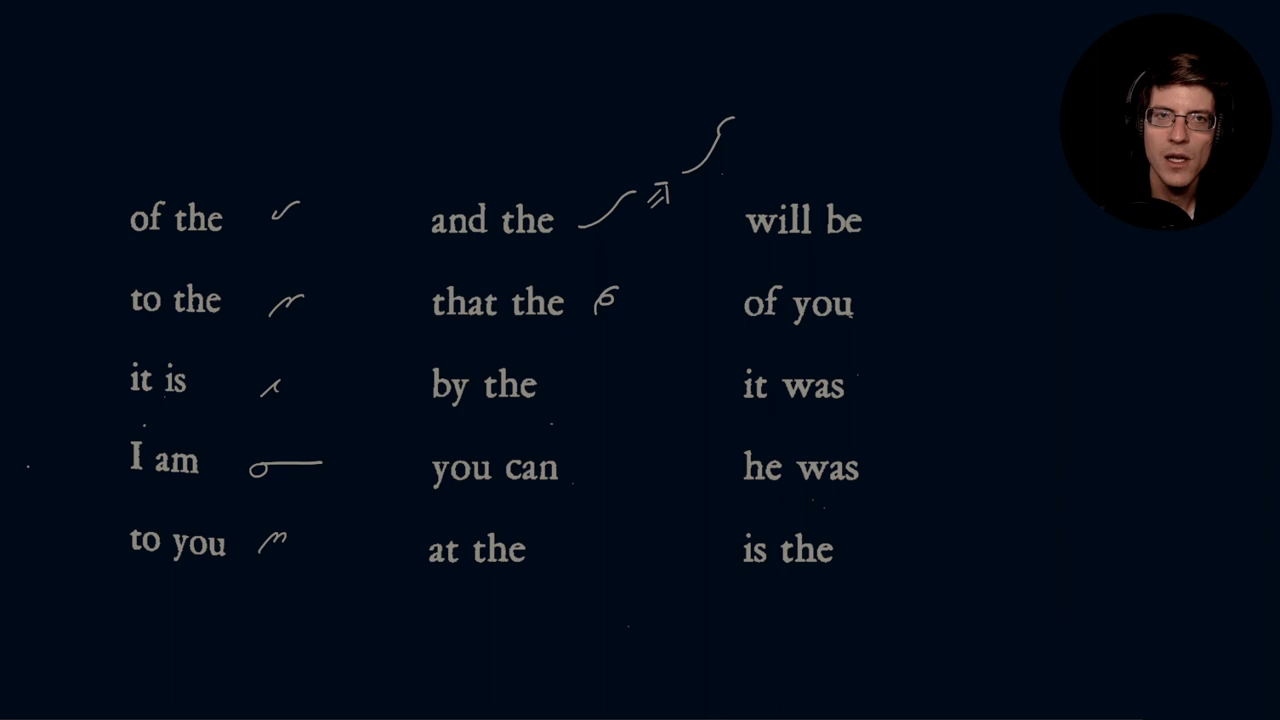 of the
to the
it is
I am
to you
and the
that the
by the
you can
at the
will be
of you
it was
he was
is the